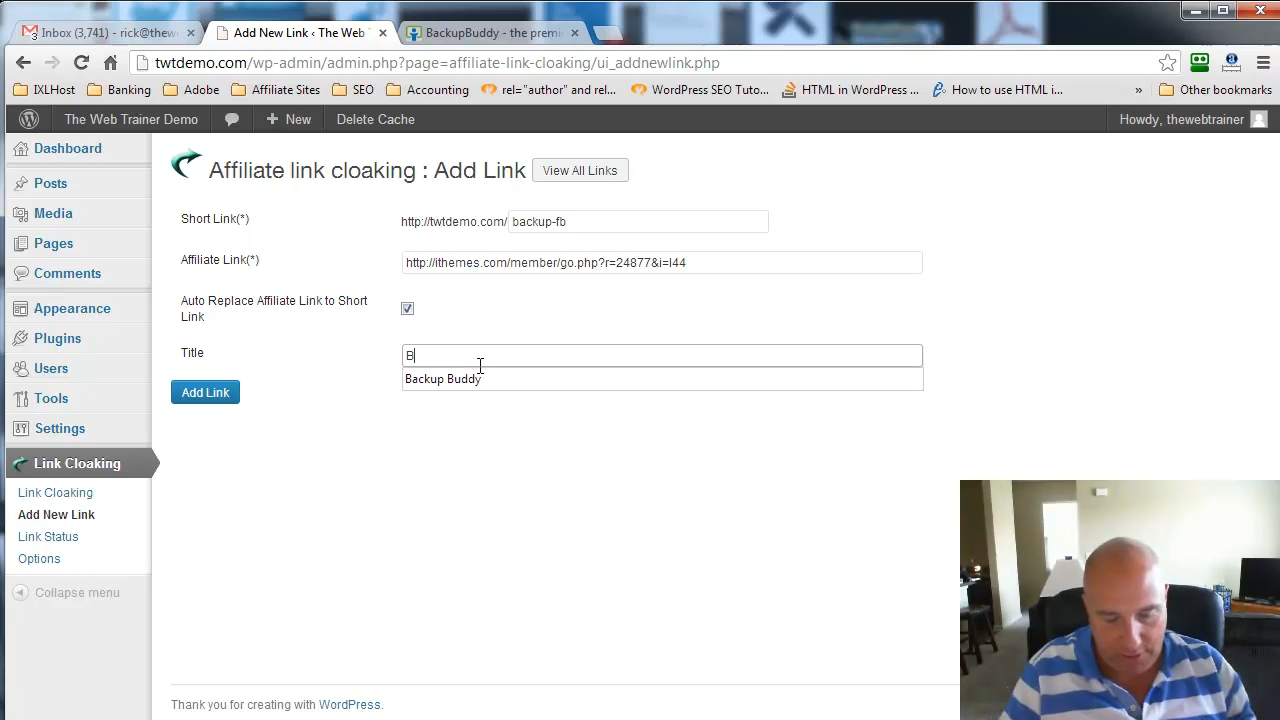 Inbox (3,741) - rick@thew
Add New Link ‹ The Web
BackupBuddy - the premi
twtdemo.com/wp-admin/admin.php?page=affiliate-link-cloaking/ui_addnewlink.php
IXLHost Banking Adobe Affiliate Sites SEO Accounting rel="author" and rel... WordPress SEO Tuto... HTML in WordPress ... How to use HTML i... » Other bookmarks
The Web Trainer Demo + New Delete Cache Howdy, thewebtrainer
Dashboard
Posts
Media
Pages
Comments
Appearance
Plugins
Users
Tools
Settings
Link Cloaking
Link Cloaking
Add New Link
Link Status
Options
Collapse menu
Affiliate link cloaking : Add Link View All Links
Short Link(*) http://twtdemo.com/ backup-fb
Affiliate Link(*) http://ithemes.com/member/go.php?r=24877&i=l44
Auto Replace Affiliate Link to Short
Link
Title B
Backup Buddy
Add Link
Thank you for creating with WordPress.